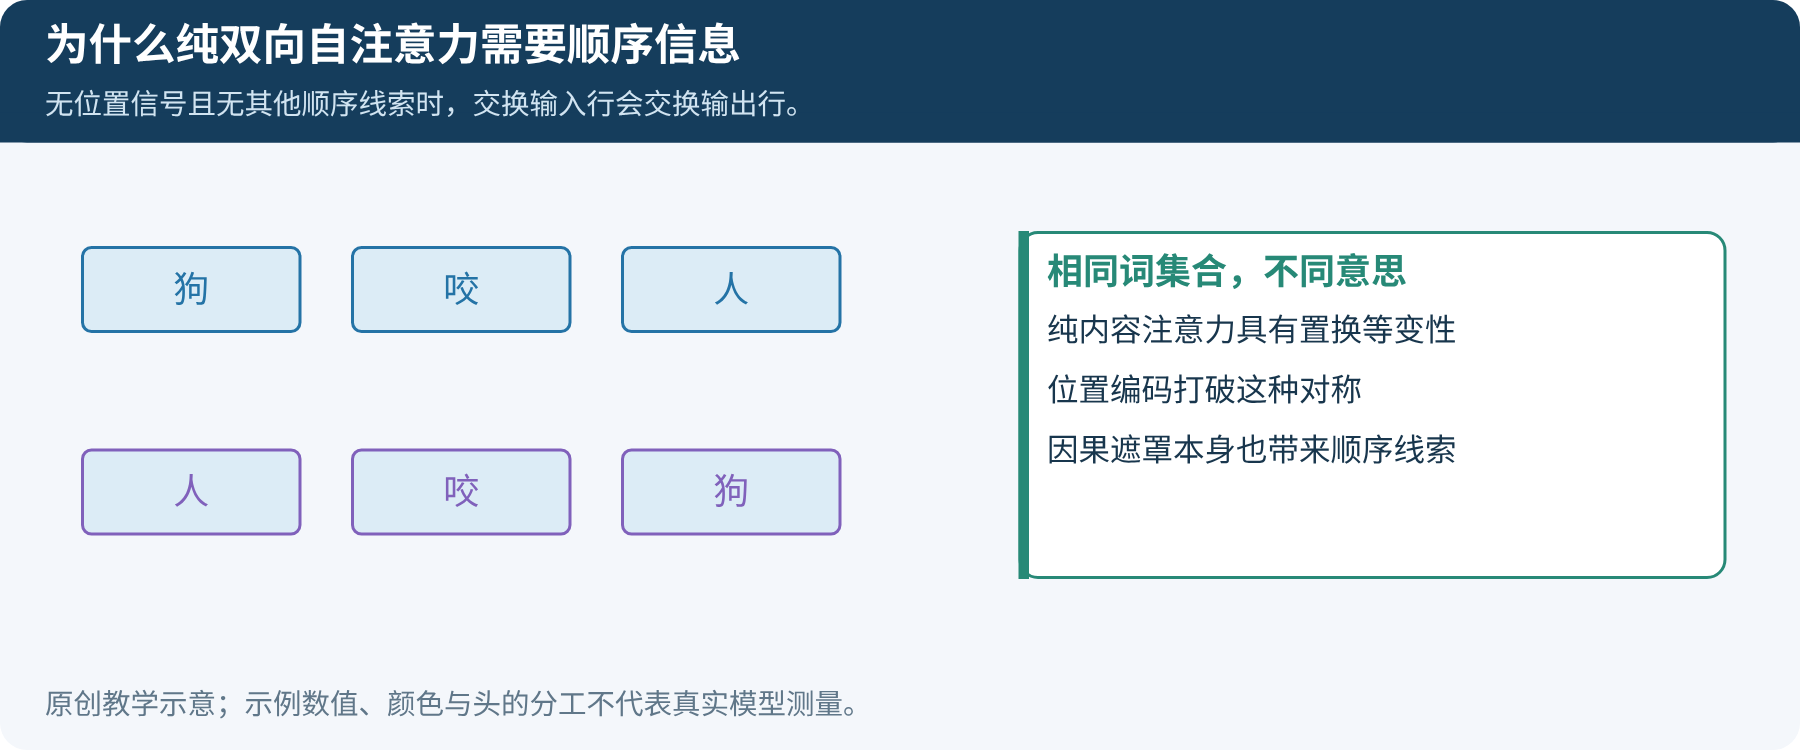 为什么纯双向自注意力需要顺序信息
无位置信号且无其他顺序线索时，交换输入行会交换输出行。
狗 咬 人
人 咬 狗
相同词集合，不同意思
纯内容注意力具有置换等变性
位置编码打破这种对称
因果遮罩本身也带来顺序线索
原创教学示意；示例数值、颜色与头的分工不代表真实模型测量。